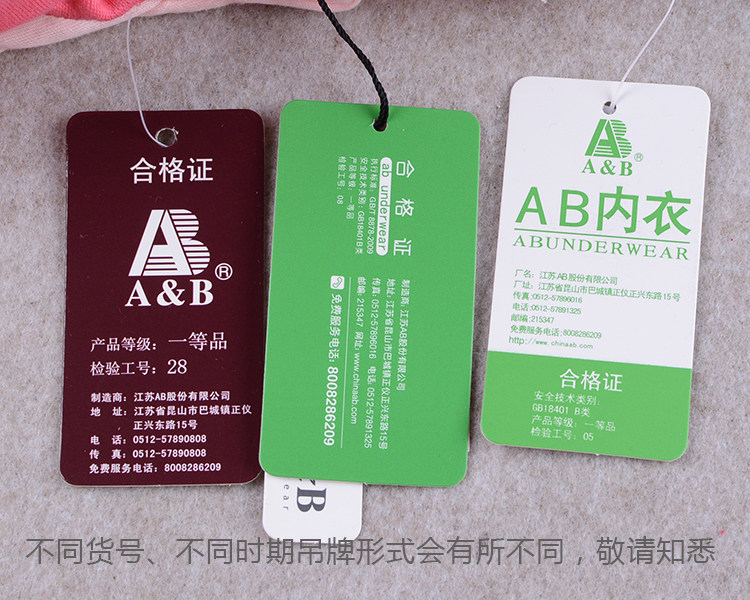 合格证
AB
A&B®
产品等级: 一等品
检验工号: 28
制造商: 江苏AB股份有限公司
地 址: 江苏省昆山市巴城镇正仪
正兴东路15号
电 话: 0512-57890808
传 真: 0512-57890808
免费服务电话: 8008286209
合格证
ab underwear
执行标准: GB/T 8878-2009
安全技术类别: GB18401 B类
产品等级: 一等品
检验工号: 08
制造商: 江苏AB股份有限公司
地址: 江苏省昆山市巴城镇正仪正兴东路15号
传真: 0512-57896016 电话: 0512-57891325
邮编: 215347 网址: www.chinaab.com
免费服务电话: 8008286209
&B
ear
AB
A&B®
AB内衣
ABUNDERWEAR
厂名: 江苏AB股份有限公司
厂址: 江苏省昆山市巴城镇正仪正兴东路15号
传真:0512-57896016
电话:0512-57891325
邮编:215347
免费服务电话:8008286209
http://www.chinaab.com
合格证
安全技术类别:
GB18401 B类
产品等级: 一等品
检验工号: 05
不同货号、不同时期吊牌形式会有所不同，敬请知悉